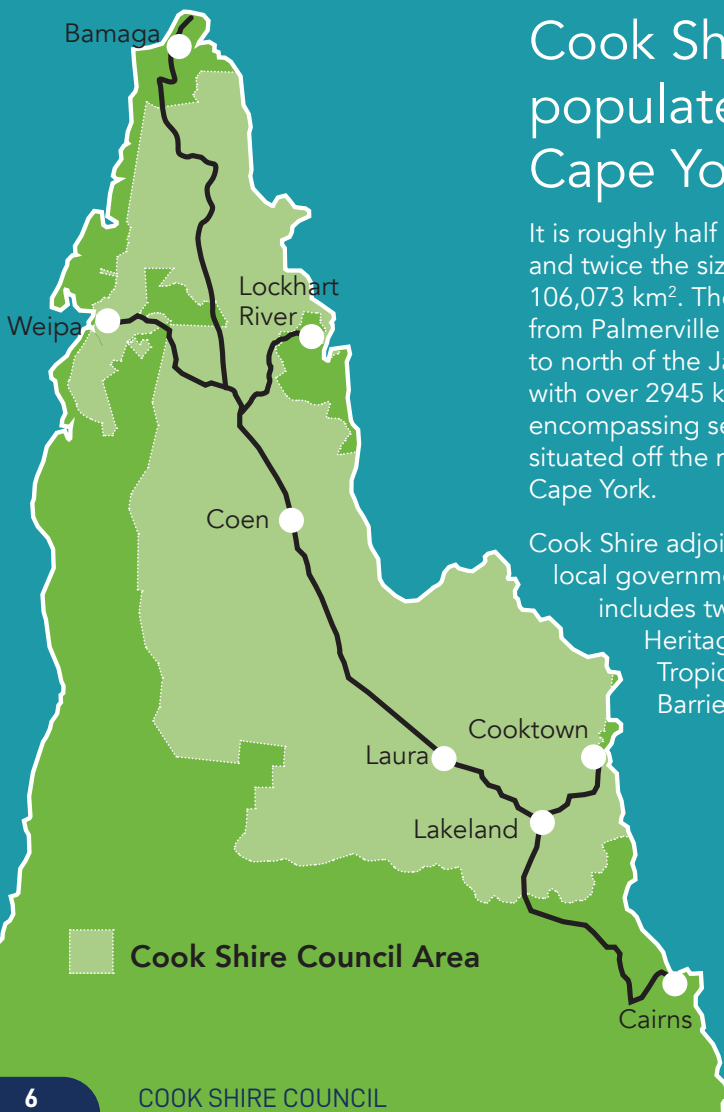 Bamaga
Weipa
Lockhart
River
Coen
Laura
Cooktown
Lakeland
Cairns
Cook Shire Council Area
Cook Sh
populate
Cape Yo
It is roughly half
and twice the siz
106,073 km². The
from Palmerville
to north of the Ja
with over 2945 k
encompassing se
situated off the r
Cape York.
Cook Shire adjoi
local governme
includes tw
Heritag
Tropic
Barrie
6
COOK SHIRE COUNCIL